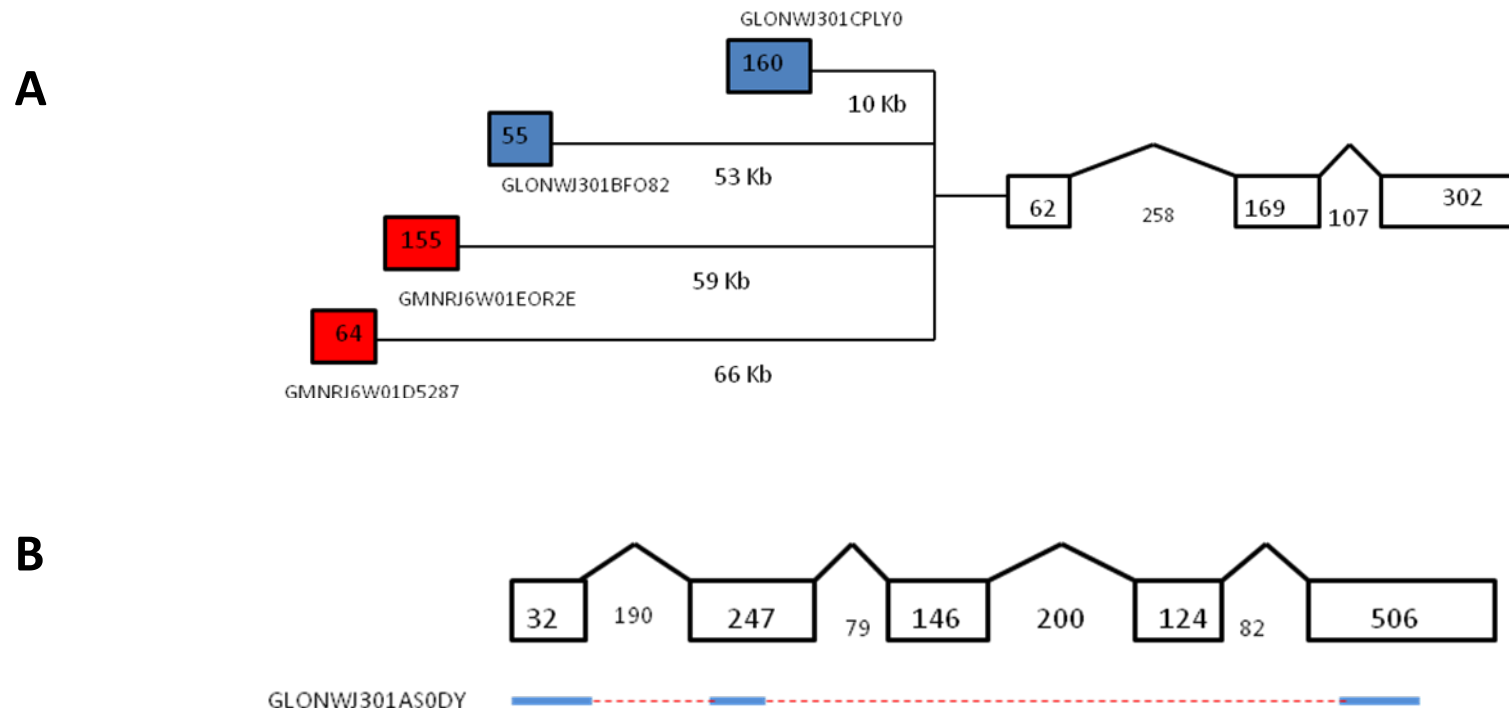 GLONWJ301CPLY0
A
160
10 Kb
55
GLONWJ301BFO82
53 Kb
62
258
169
107
302
155
59 Kb
GMNRJ6W01EOR2E
64
66 Kb
GMNRJ6W01D5287
B
32
190
247
79
146
200
124
82
506
GLONWJ301AS0DY